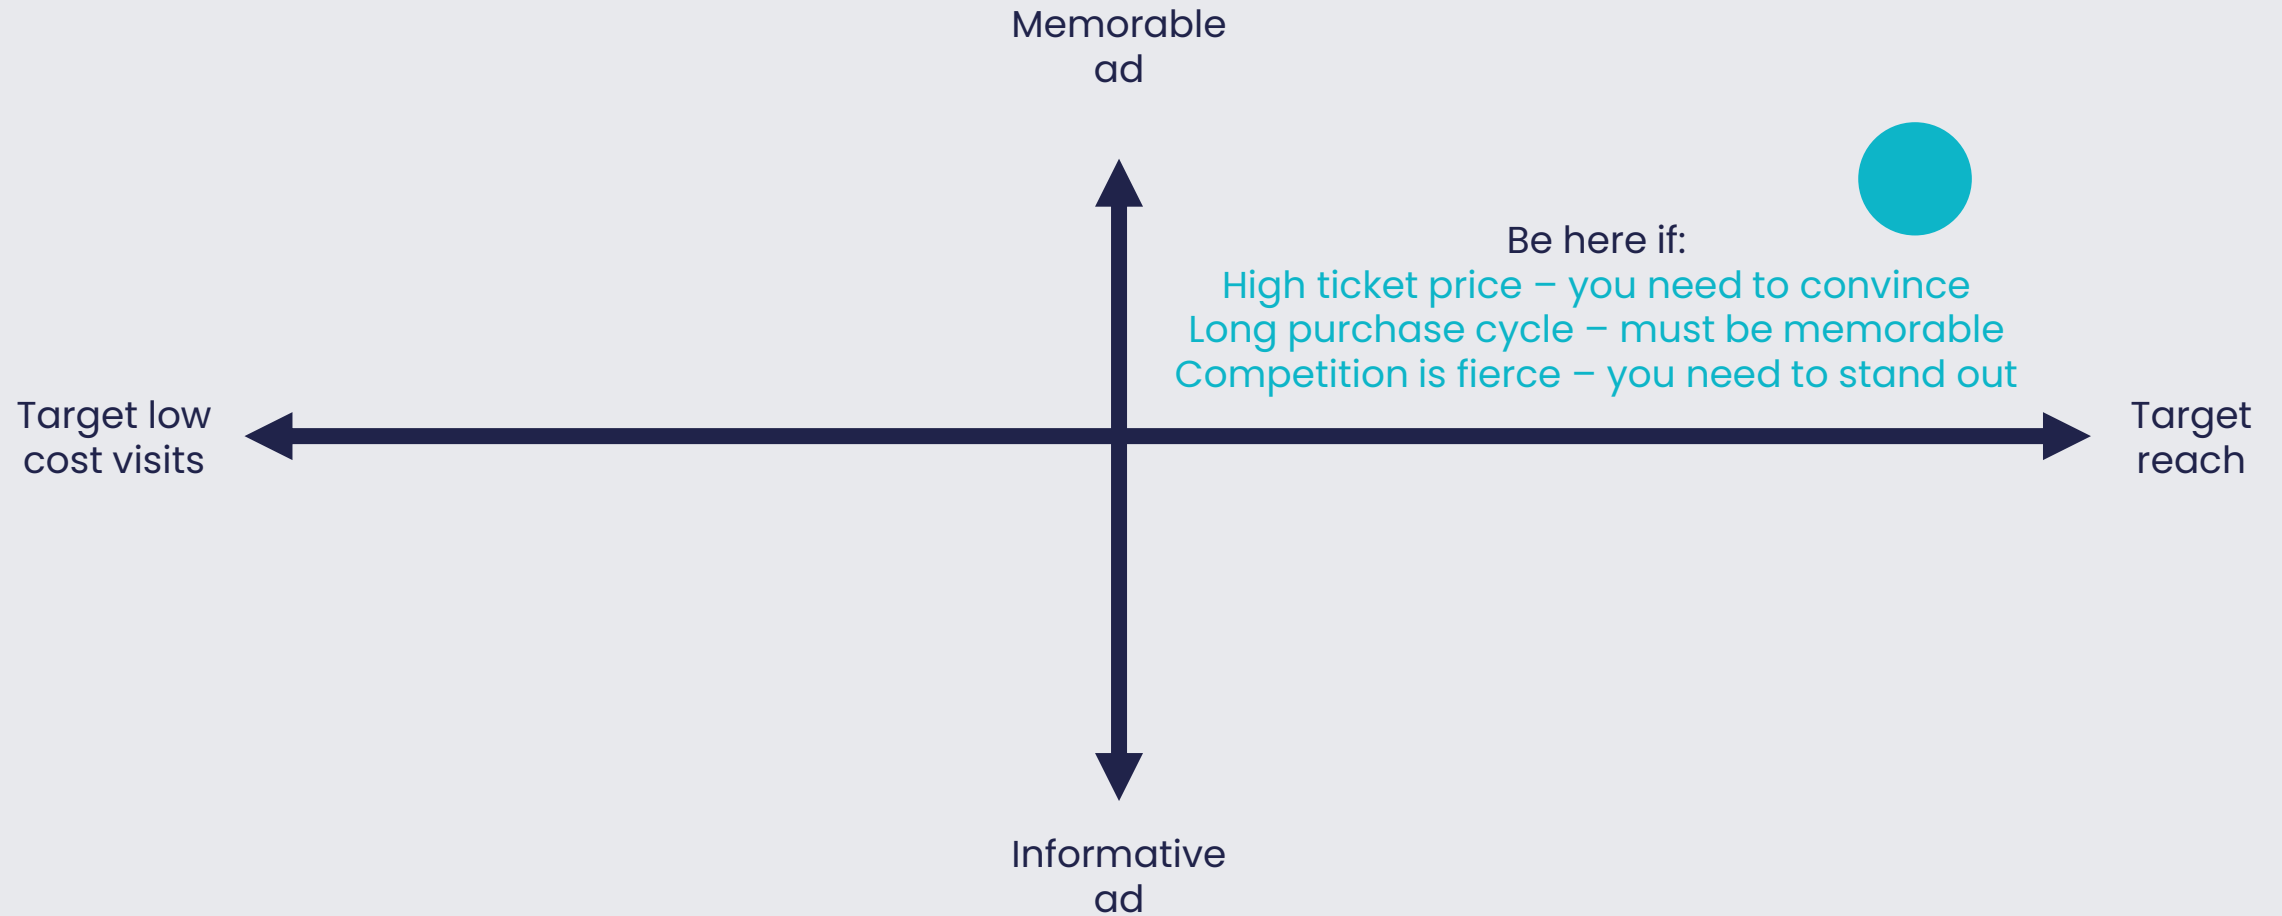 Memorable
ad
Be here if:
High ticket price – you need to convince
Long purchase cycle – must be memorable
Competition is fierce – you need to stand out
Target low
cost visits
Target
reach
Informative
ad